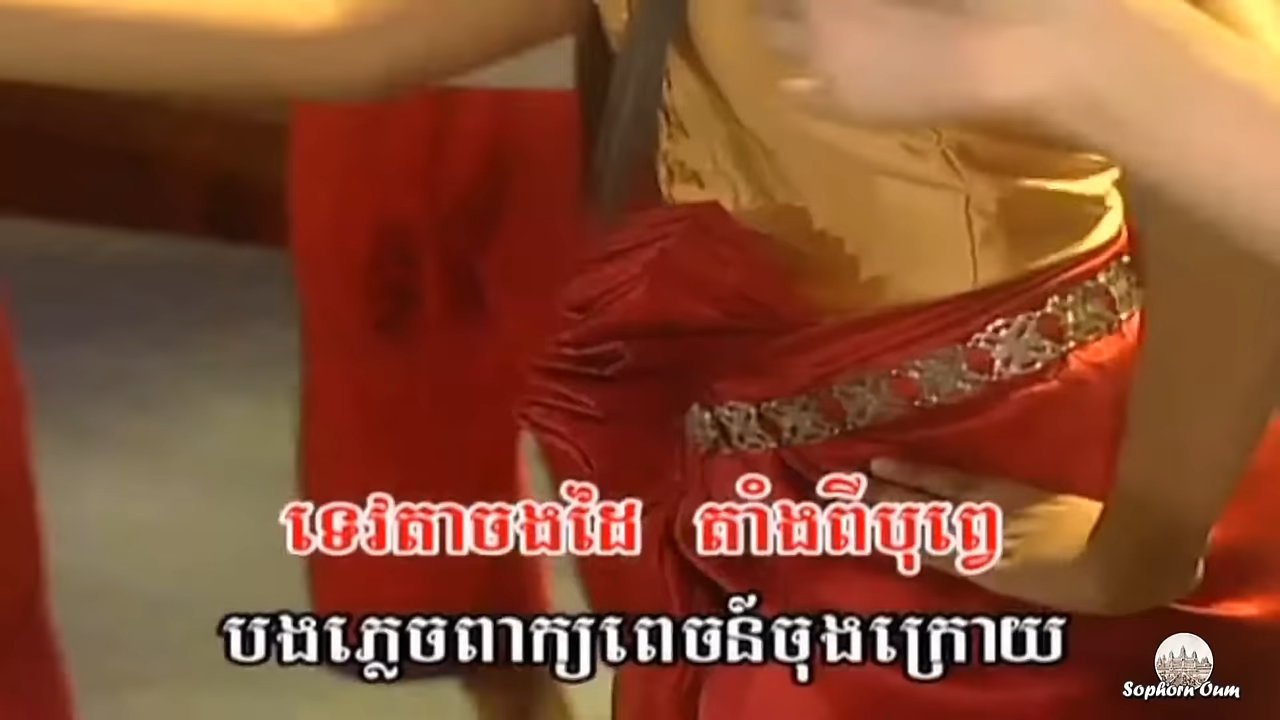 ទេវតាចងដៃ តាំងពីបុព្វេ
បងភ្លេចពាក្យពេចន៍ចុងក្រោយ
Sophorn Oum